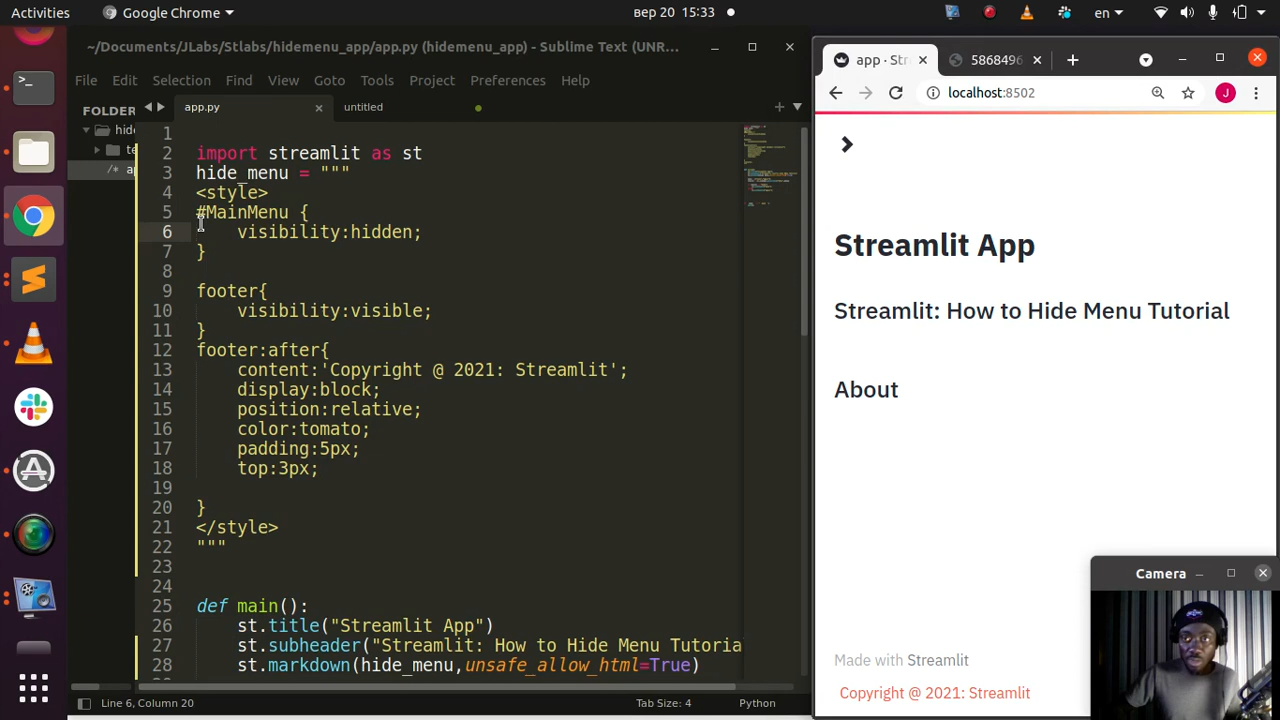 Activities
Google Chrome
вер 20 15:33
en
~/Documents/JLabs/Stlabs/hidemenu_app/app.py (hidemenu_app) - Sublime Text (UNR...
File Edit Selection Find View Goto Tools Project Preferences Help
FOLDER
hid
te
/* a
app.py
untitled
1
2 import streamlit as st
3 hide_menu = """
4 <style>
5 #MainMenu {
6 visibility:hidden;
7 }
8
9 footer{
10 visibility:visible;
11 }
12 footer:after{
13 content:'Copyright @ 2021: Streamlit';
14 display:block;
15 position:relative;
16 color:tomato;
17 padding:5px;
18 top:3px;
19
20 }
21 </style>
22 """
23
24
25 def main():
26 st.title("Streamlit App")
27 st.subheader("Streamlit: How to Hide Menu Tutoria
28 st.markdown(hide_menu,unsafe_allow_html=True)
Line 6, Column 20
Tab Size: 4
Python
app · Str
5868496
localhost:8502
J
Streamlit App
Streamlit: How to Hide Menu Tutorial
About
Made with Streamlit
Copyright @ 2021: Streamlit
Camera